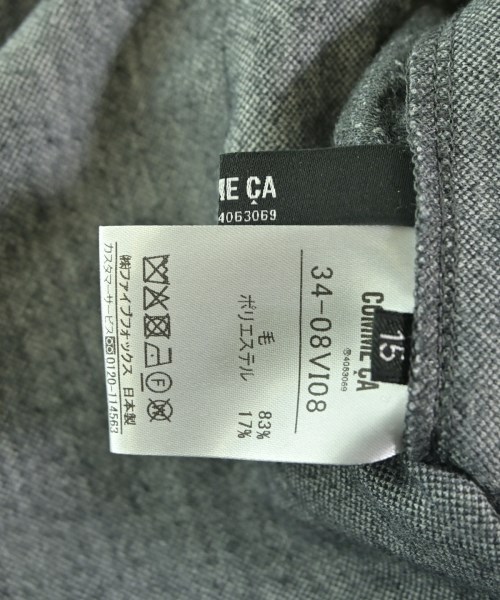 ME ÇA
4063069
15
COMME ÇA
®4063069
34-08VI08
毛 83%
ポリエステル 17%
F
㈱ファイブフォックス 日本製
カスタマーサービス 0120-114563